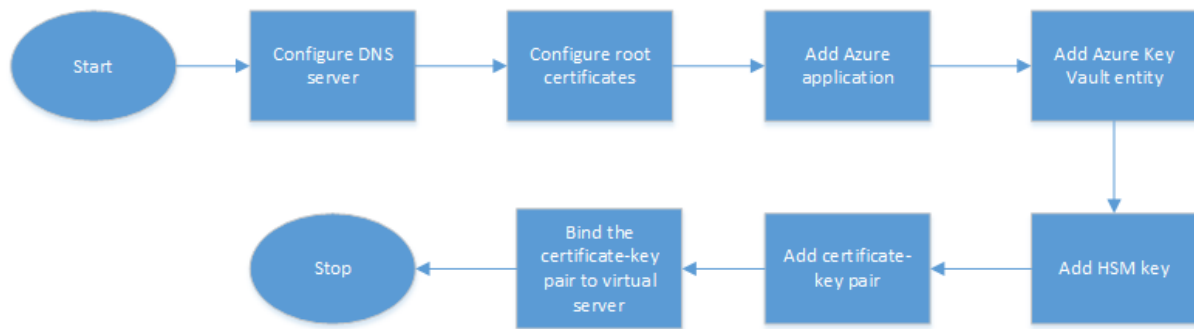 Start
Configure DNS
server
Configure root
certificates
Add Azure
application
Add Azure Key
Vault entity
Add HSM key
Add certificate-
key pair
Bind the
certificate-key
pair to virtual
server
Stop